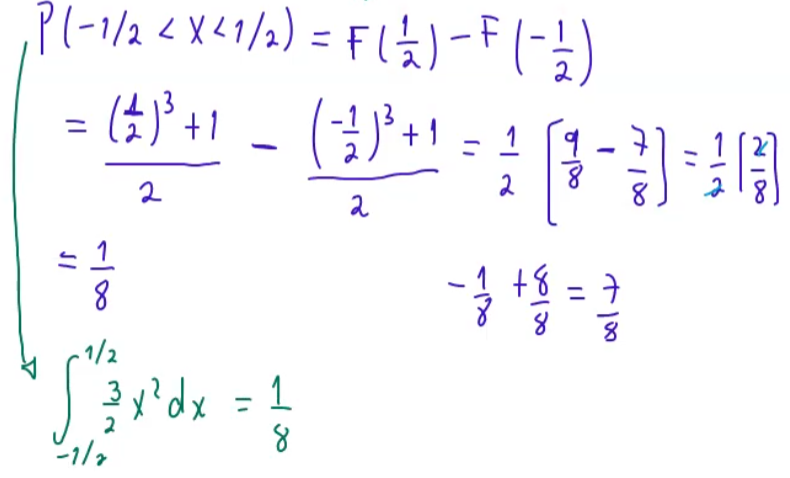 P(-1/2 < X < 1/2) = F(1/2) - F(-1/2)
= ((1/2)³ + 1)/2 - ((-1/2)³ + 1)/2 = 1/2 [9/8 - 7/8] = 1/2 [2/8]
= 1/8
-1/8 + 8/8 = 7/8
∫_{-1/2}^{1/2} 3/2 x² dx = 1/8